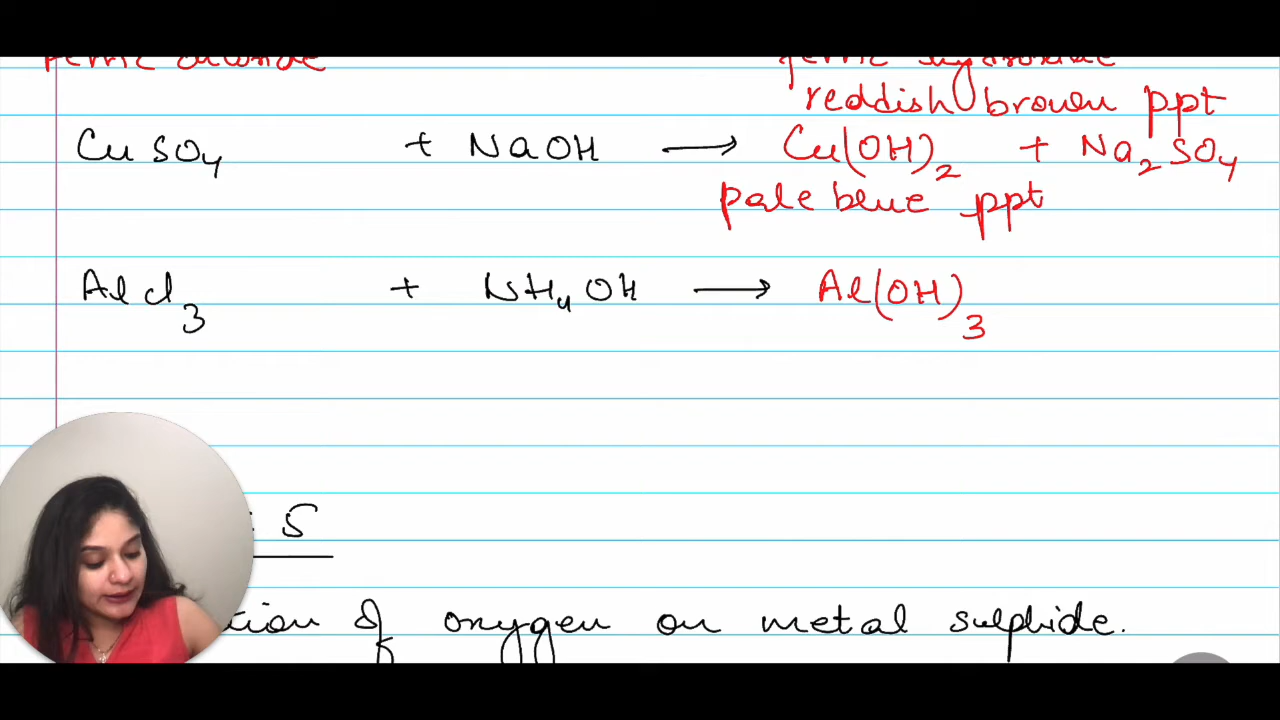 reddish brown ppt
CuSO₄ + NaOH → Cu(OH)₂ + Na₂SO₄
pale blue ppt
AlCl₃ + NH₄OH → Al(OH)₃
S
of oxygen on metal sulphide.